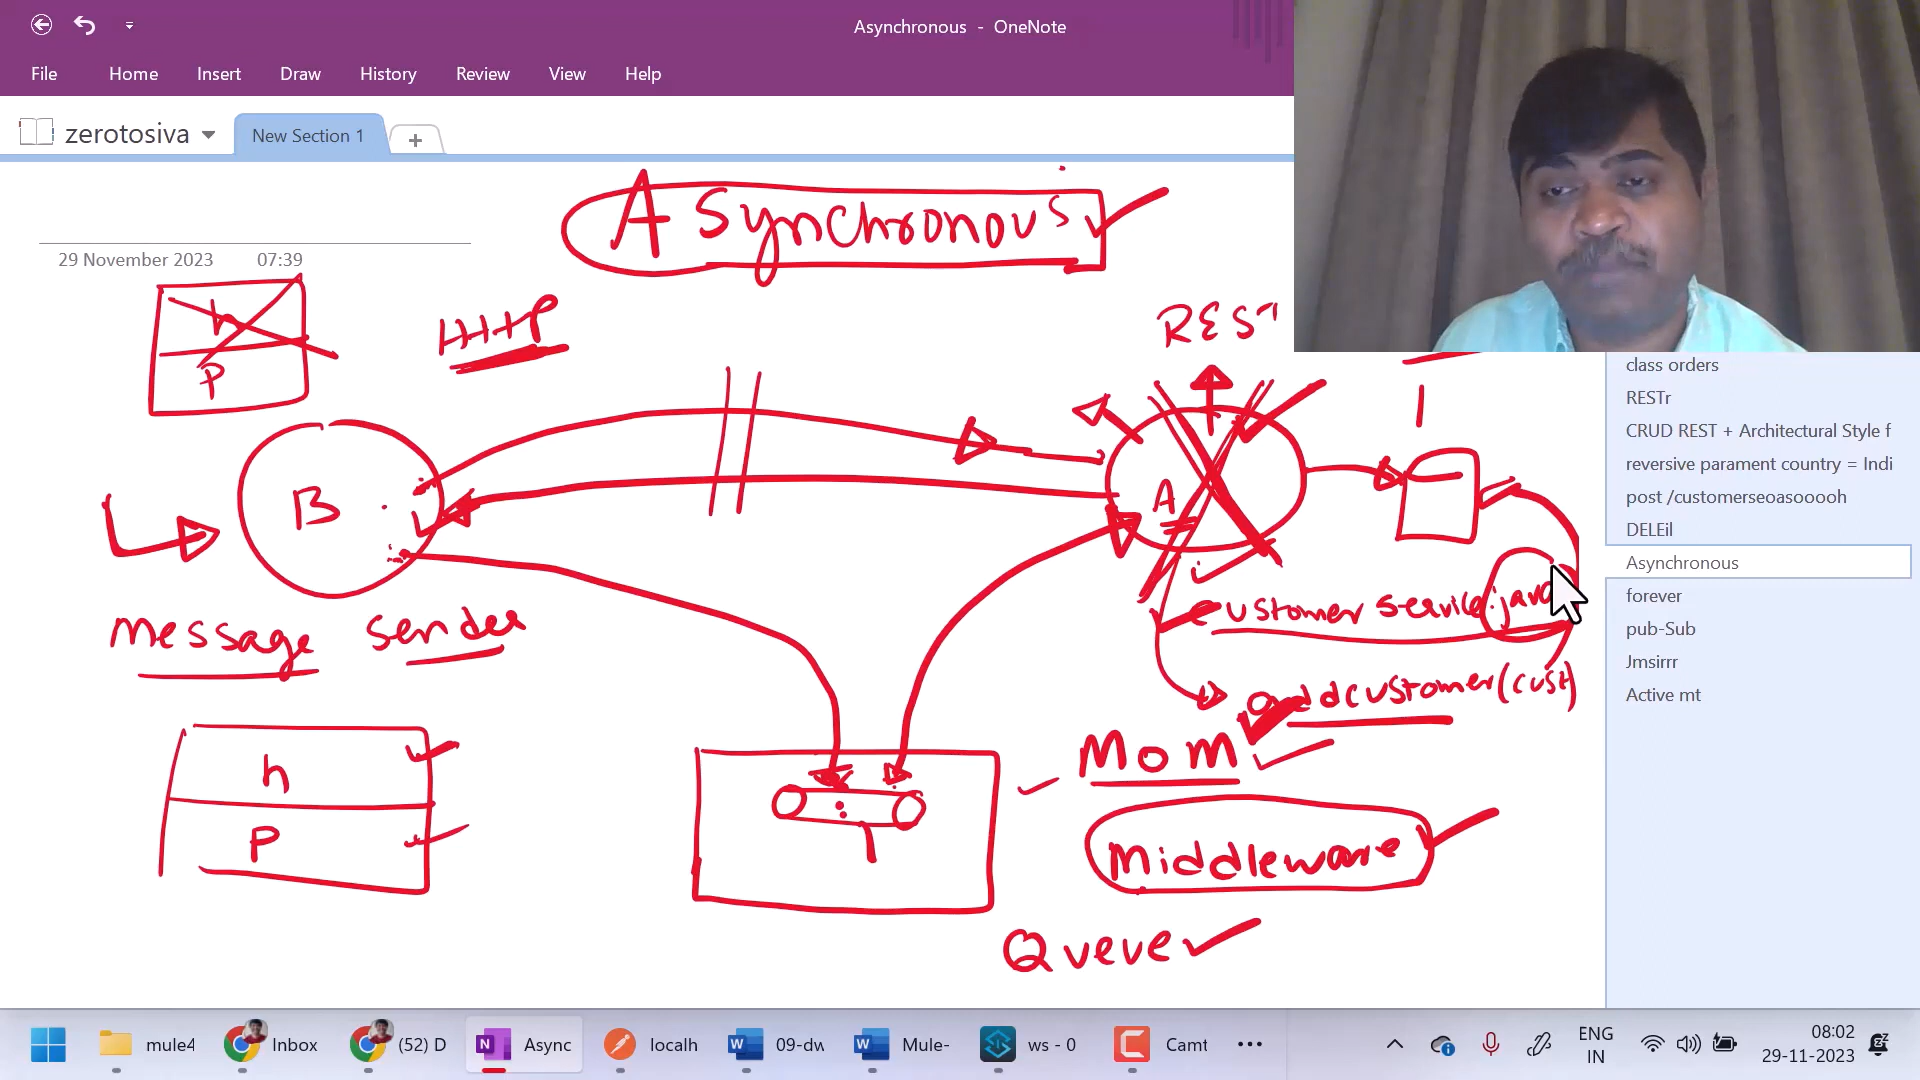 Asynchronous - OneNote
File Home Insert Draw History Review View Help
zerotosiva New Section 1 +
ASynchronous
29 November 2023 07:39
h
P
HTTP
REST
class orders
RESTr
CRUD REST + Architectural Style f
reversive parament country = Indi
post /customerseoasooooh
DELEil
Asynchronous
forever
pub-Sub
Jmsirrr
Active mt
B
A
customer service.java
message sender
addcustomer(cust)
MOM
h
P
Middleware
Queue
mule4
Inbox
(52) D
Async
localh
09-dw
Mule-
ws - 0
Camt
ENG
IN
08:02
29-11-2023